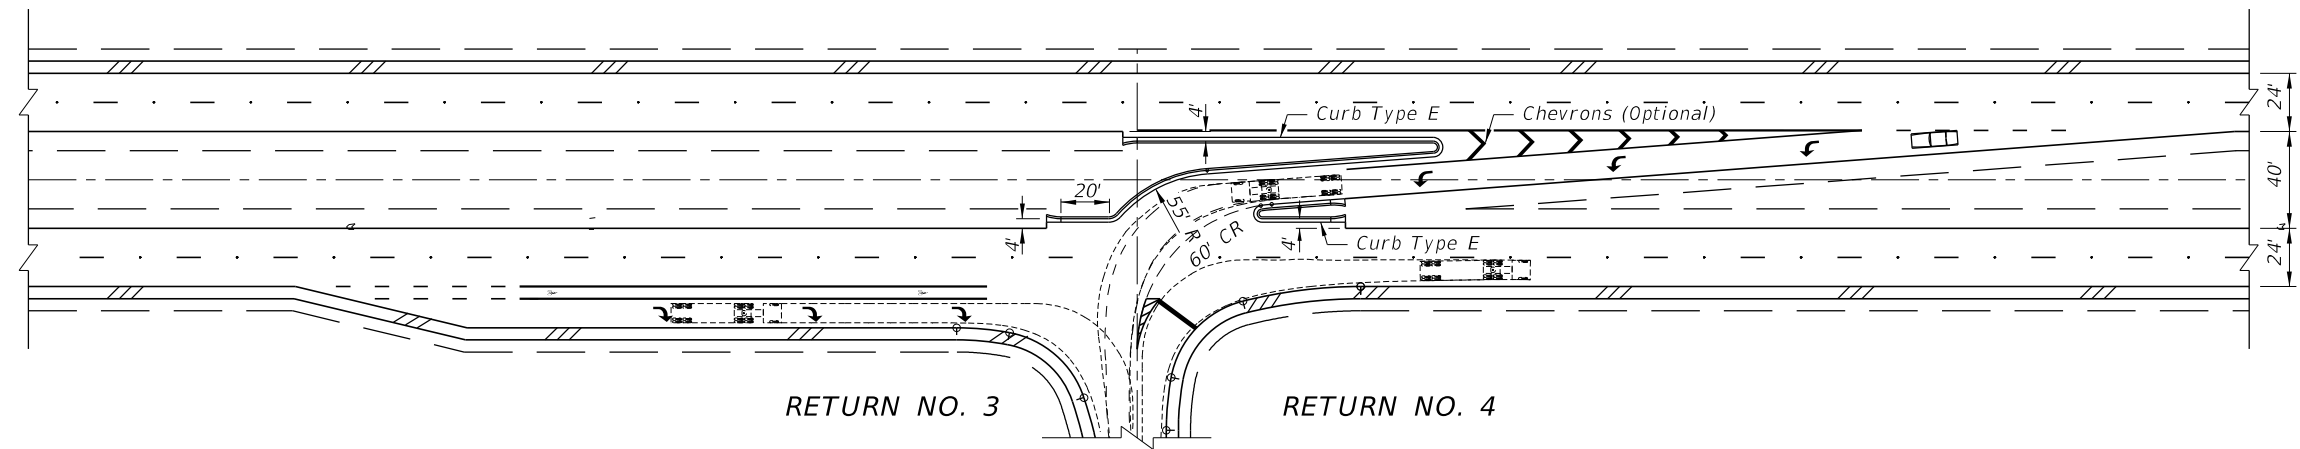 24'
4'
Curb Type E
Chevrons (Optional)
20'
40'
55' R
60' CR
4'
4'
Curb Type E
24'
RETURN NO. 3
RETURN NO. 4